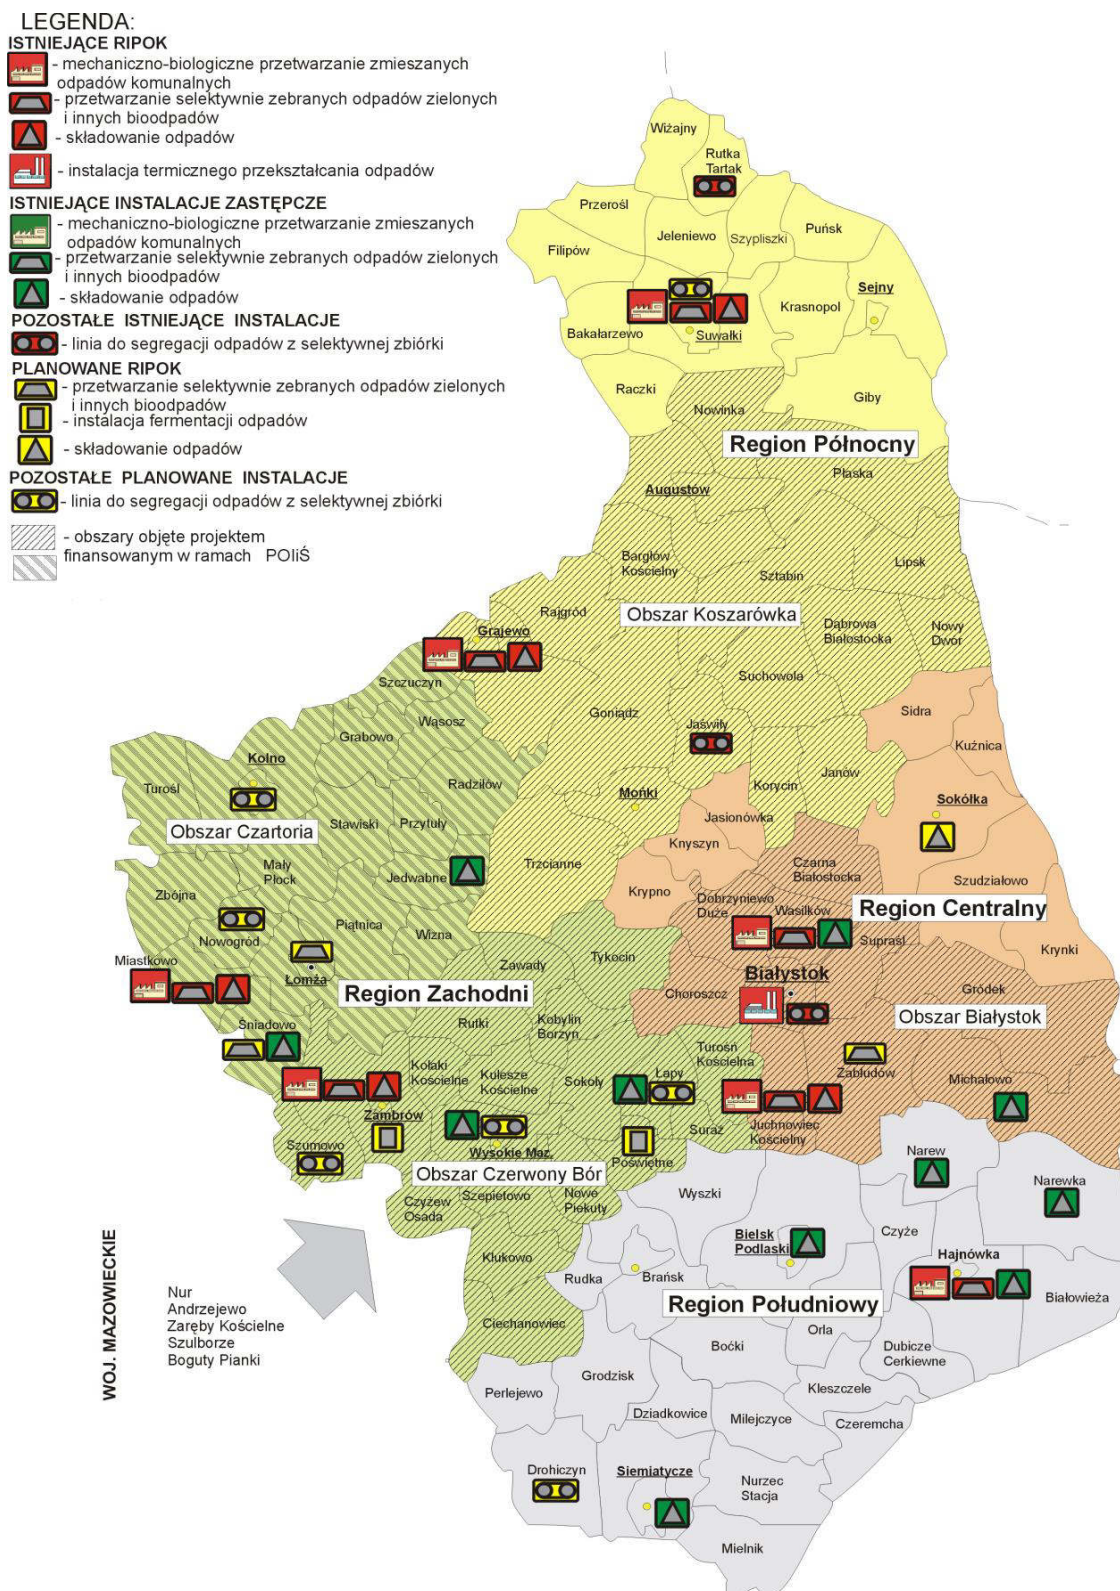 LEGENDA:
ISTNIEJĄCE RIPOK
- mechaniczno-biologiczne przetwarzanie zmieszanych
odpadów komunalnych
- przetwarzanie selektywnie zebranych odpadów zielonych
i innych bioodpadów
- składowanie odpadów
- instalacja termicznego przekształcania odpadów
ISTNIEJĄCE INSTALACJE ZASTĘPCZE
- mechaniczno-biologiczne przetwarzanie zmieszanych
odpadów komunalnych
- przetwarzanie selektywnie zebranych odpadów zielonych
i innych bioodpadów
- składowanie odpadów
POZOSTAŁE ISTNIEJĄCE INSTALACJE
- linia do segregacji odpadów z selektywnej zbiórki
PLANOWANE RIPOK
- przetwarzanie selektywnie zebranych odpadów zielonych
i innych bioodpadów
- instalacja fermentacji odpadów
- składowanie odpadów
POZOSTAŁE PLANOWANE INSTALACJE
- linia do segregacji odpadów z selektywnej zbiórki
- obszary objęte projektem
finansowanym w ramach POIiŚ
Wiżajny
Rutka
Tartak
Przerośl
Jeleniewo
Szypliszki
Puńsk
Filipów
Sejny
Krasnopol
Bakałarzewo
Suwałki
Raczki
Giby
Nowinka
Region Północny
Płaska
Augustów
Bargłów
Kościelny
Sztabin
Lipsk
Rajgród
Obszar Koszarówka
Dąbrowa
Białostocka
Nowy
Dwór
Grajewo
Szczuczyn
Suchowola
Sidra
Goniądz
Wąsosz
Grabowo
Jaświły
Kuźnica
Kolno
Turośl
Radziłów
Korycin
Janów
Mońki
Sokółka
Jasionówka
Obszar Czartoria
Stawiski
Przytuły
Knyszyn
Trzcianne
Czarna
Białostocka
Mały
Płock
Jedwabne
Szudziałowo
Zbójna
Krypno
Dobrzyniewo
Duże
Wasilków
Region Centralny
Nowogród
Piątnica
Wizna
Supraśl
Krynki
Miastkowo
Łomża
Zawady
Tykocin
Białystok
Region Zachodni
Choroszcz
Gródek
Śniadowo
Rutki
Kobylin
Borzyn
Obszar Białystok
Turośń
Kościelna
Kołaki
Kościelne
Kulesze
Kościelne
Sokoły
Łapy
Zabłudów
Michałowo
Zambrów
Suraż
Juchnowiec
Kościelny
Szumowo
Wysokie Maz.
Poświętne
Narew
Obszar Czerwony Bór
Narewka
Czyżew
Osada
Szepietowo
Nowe
Piekuty
Wyszki
Czyże
Bielsk
Podlaski
Hajnówka
Klukowo
Rudka
Brańsk
Białowieża
WOJ. MAZOWIECKIE
Nur
Andrzejewo
Zaręby Kościelne
Szulborze
Boguty Pianki
Region Południowy
Ciechanowiec
Orla
Boćki
Dubicze
Cerkiewne
Perlejewo
Grodzisk
Kleszczele
Dziadkowice
Milejczyce
Czeremcha
Drohiczyn
Siemiatycze
Nurzec
Stacja
Mielnik